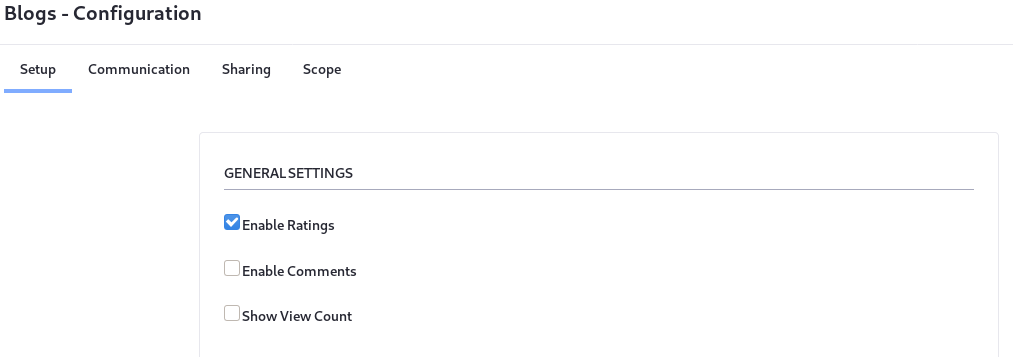 Blogs - Configuration
Setup Communication Sharing Scope
GENERAL SETTINGS
Enable Ratings
Enable Comments
Show View Count